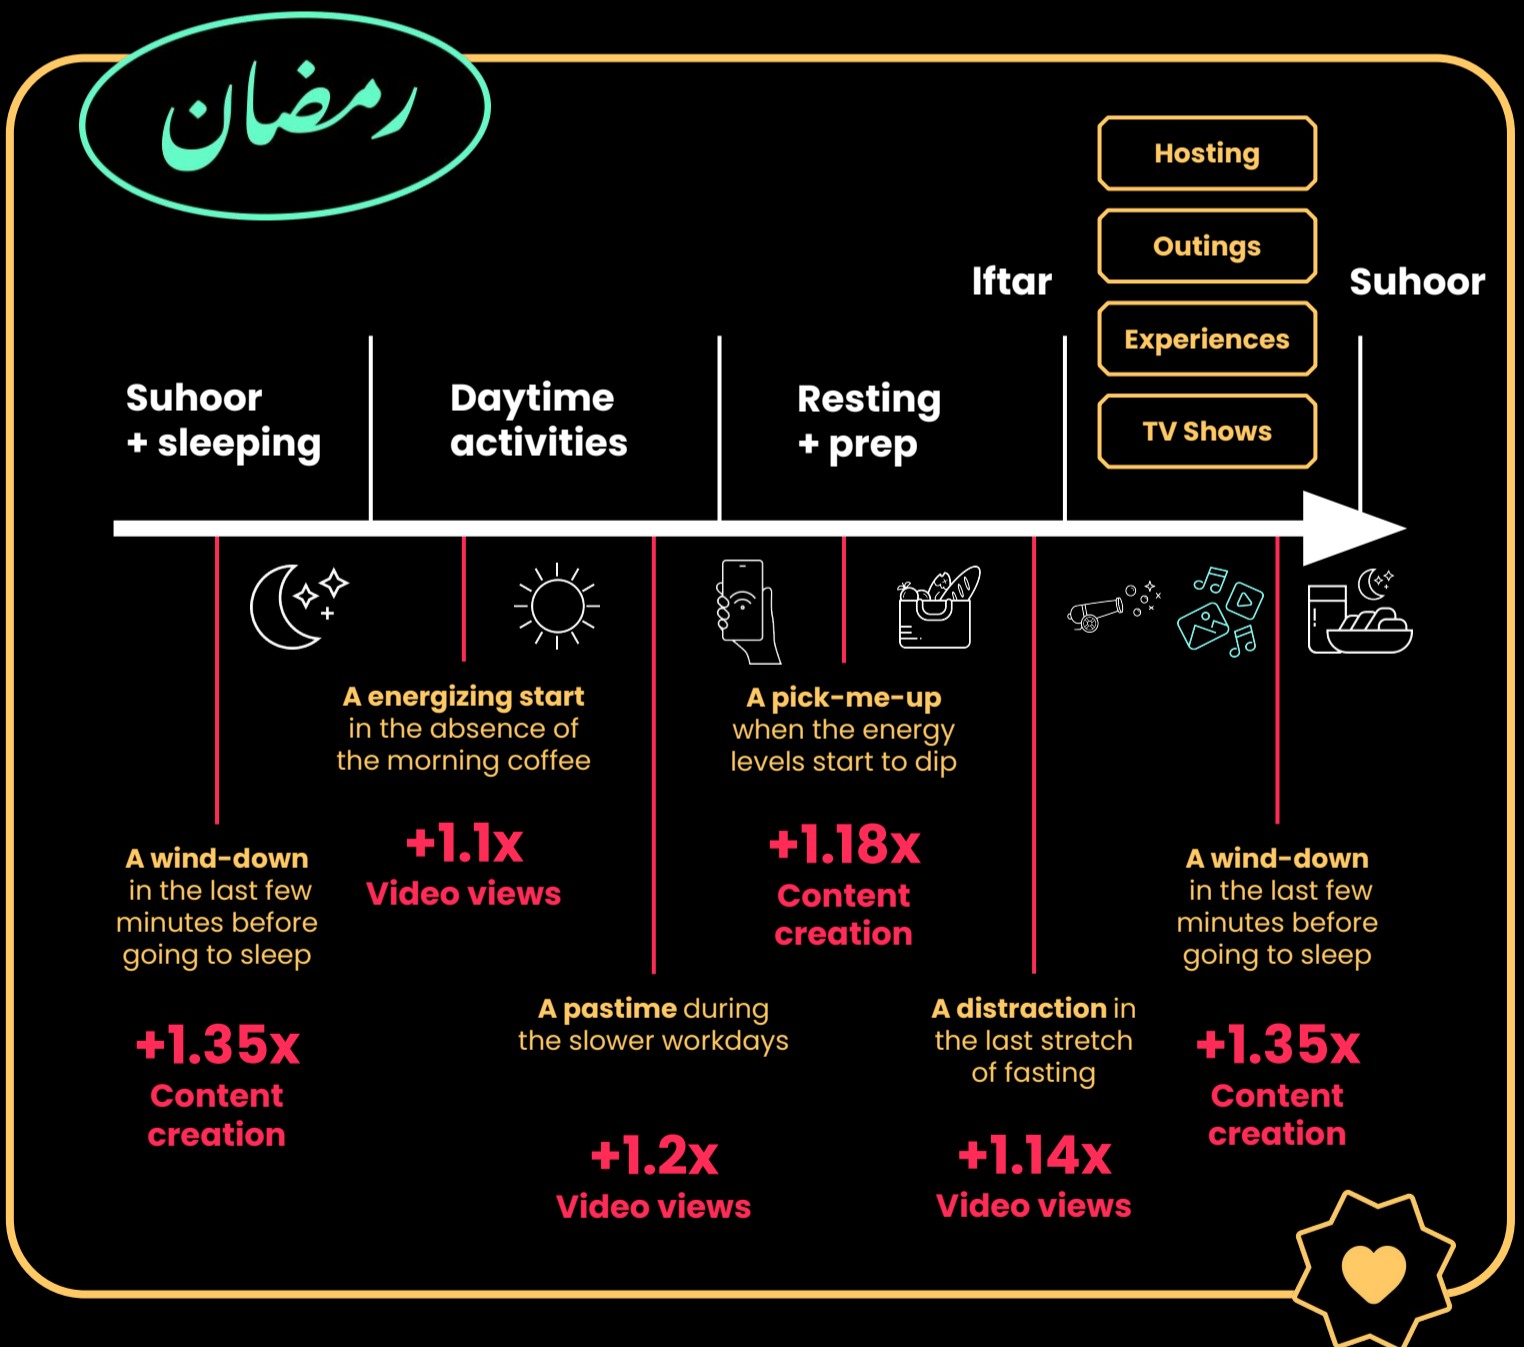 رمضان
Hosting
Outings
Experiences
TV Shows
Iftar
Suhoor
Suhoor
+ sleeping
Daytime
activities
Resting
+ prep
A wind-down
in the last few
minutes before
going to sleep
+1.35x
Content
creation
A energizing start
in the absence of
the morning coffee
+1.1x
Video views
A pastime during
the slower workdays
+1.2x
Video views
A pick-me-up
when the energy
levels start to dip
+1.18x
Content
creation
A distraction in
the last stretch
of fasting
+1.14x
Video views
A wind-down
in the last few
minutes before
going to sleep
+1.35x
Content
creation